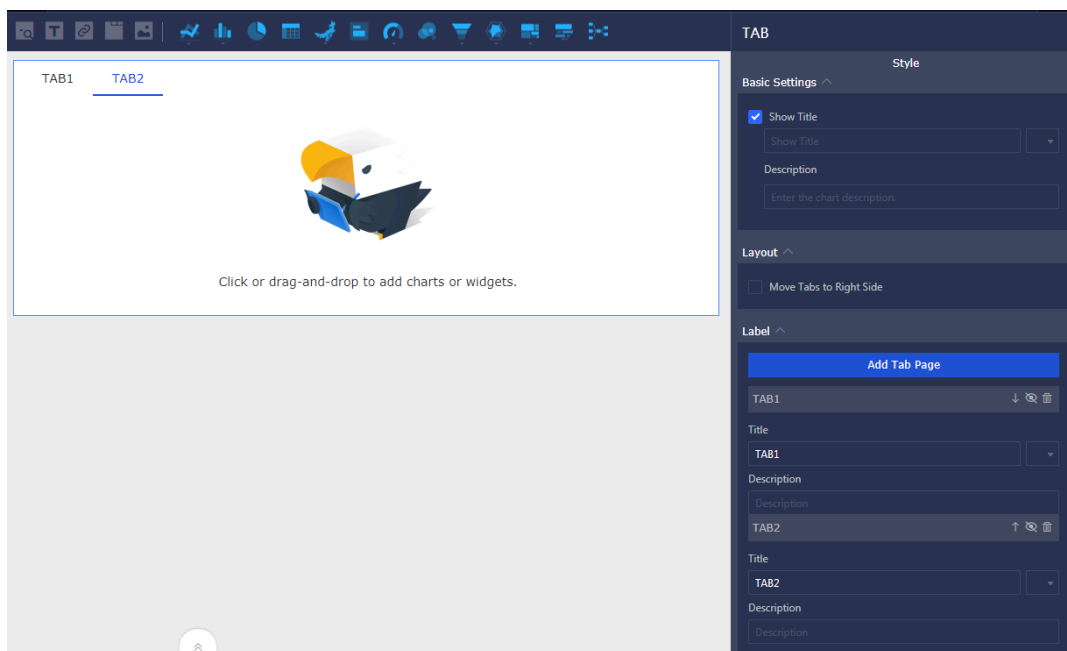 TAB
TAB1 TAB2
Click or drag-and-drop to add charts or widgets.
Style
Basic Settings
Show Title
Show Title
Description
Enter the chart description.
Layout
Move Tabs to Right Side
Label
Add Tab Page
TAB1
Title
TAB1
Description
Description
TAB2
Title
TAB2
Description
Description